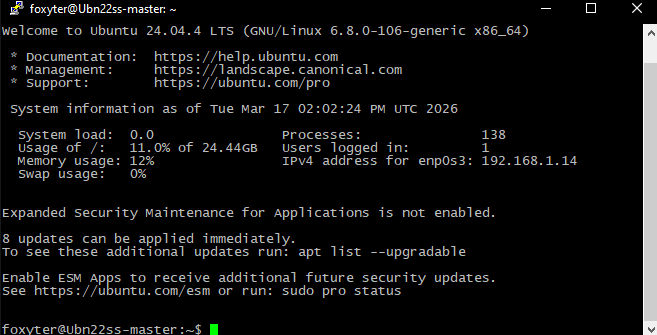 foxyter@Ubn22ss-master: ~
Welcome to Ubuntu 24.04.4 LTS (GNU/Linux 6.8.0-106-generic x86_64)
* Documentation:  https://help.ubuntu.com
* Management:     https://landscape.canonical.com
* Support:        https://ubuntu.com/pro
System information as of Tue Mar 17 02:02:24 PM UTC 2026
System load:  0.0               Processes:               138
Usage of /:   11.0% of 24.44GB  Users logged in:         1
Memory usage: 12%               IPv4 address for enp0s3: 192.168.1.14
Swap usage:   0%
Expanded Security Maintenance for Applications is not enabled.
8 updates can be applied immediately.
To see these additional updates run: apt list --upgradable
Enable ESM Apps to receive additional future security updates.
See https://ubuntu.com/esm or run: sudo pro status
foxyter@Ubn22ss-master:~$